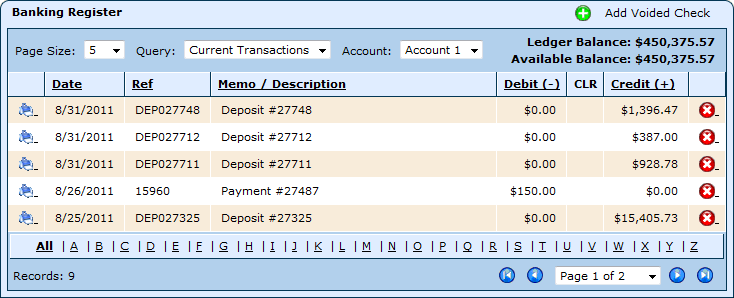 Banking Register Add Voided Check
Page Size: 5 Query: Current Transactions Account: Account 1 Ledger Balance: $450,375.57
Available Balance: $450,375.57
Date Ref Memo / Description Debit (-) CLR Credit (+)
8/31/2011 DEP027748 Deposit #27748 $0.00 $1,396.47
8/31/2011 DEP027712 Deposit #27712 $0.00 $387.00
8/31/2011 DEP027711 Deposit #27711 $0.00 $928.78
8/26/2011 15960 Payment #27487 $150.00 $0.00
8/25/2011 DEP027325 Deposit #27325 $0.00 $15,405.73
All | A | B | C | D | E | F | G | H | I | J | K | L | M | N | O | P | Q | R | S | T | U | V | W | X | Y | Z
Records: 9 Page 1 of 2